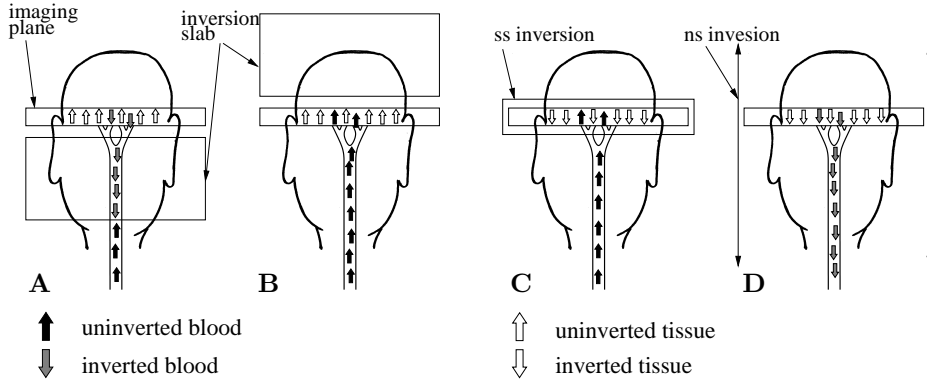 imaging
plane
inversion
slab
ss inversion
ns invesion
A
B
C
D
uninverted blood
inverted blood
uninverted tissue
inverted tissue